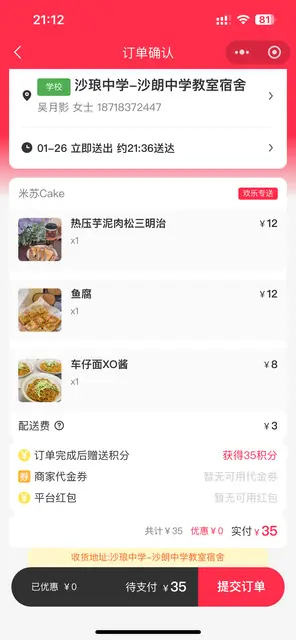 21:12
81
订单确认
学校 沙琅中学-沙朗中学教室宿舍
吴月影 女士 18718372447
01-26 立即送出 约21:36送达
米苏Cake 欢乐专送
热压芋泥肉松三明治 ¥12
x1
鱼腐 ¥12
x1
车仔面XO酱 ¥8
x1
配送费 ? ¥3
¥ 订单完成后赠送积分 获得35积分
券 商家代金券 暂无可用代金券
¥ 平台红包 暂无可用红包
共计 ¥35 优惠 ¥0 实付 ¥35
收货地址:沙琅中学-沙朗中学教室宿舍
已优惠 ¥0 待支付 ¥35 提交订单